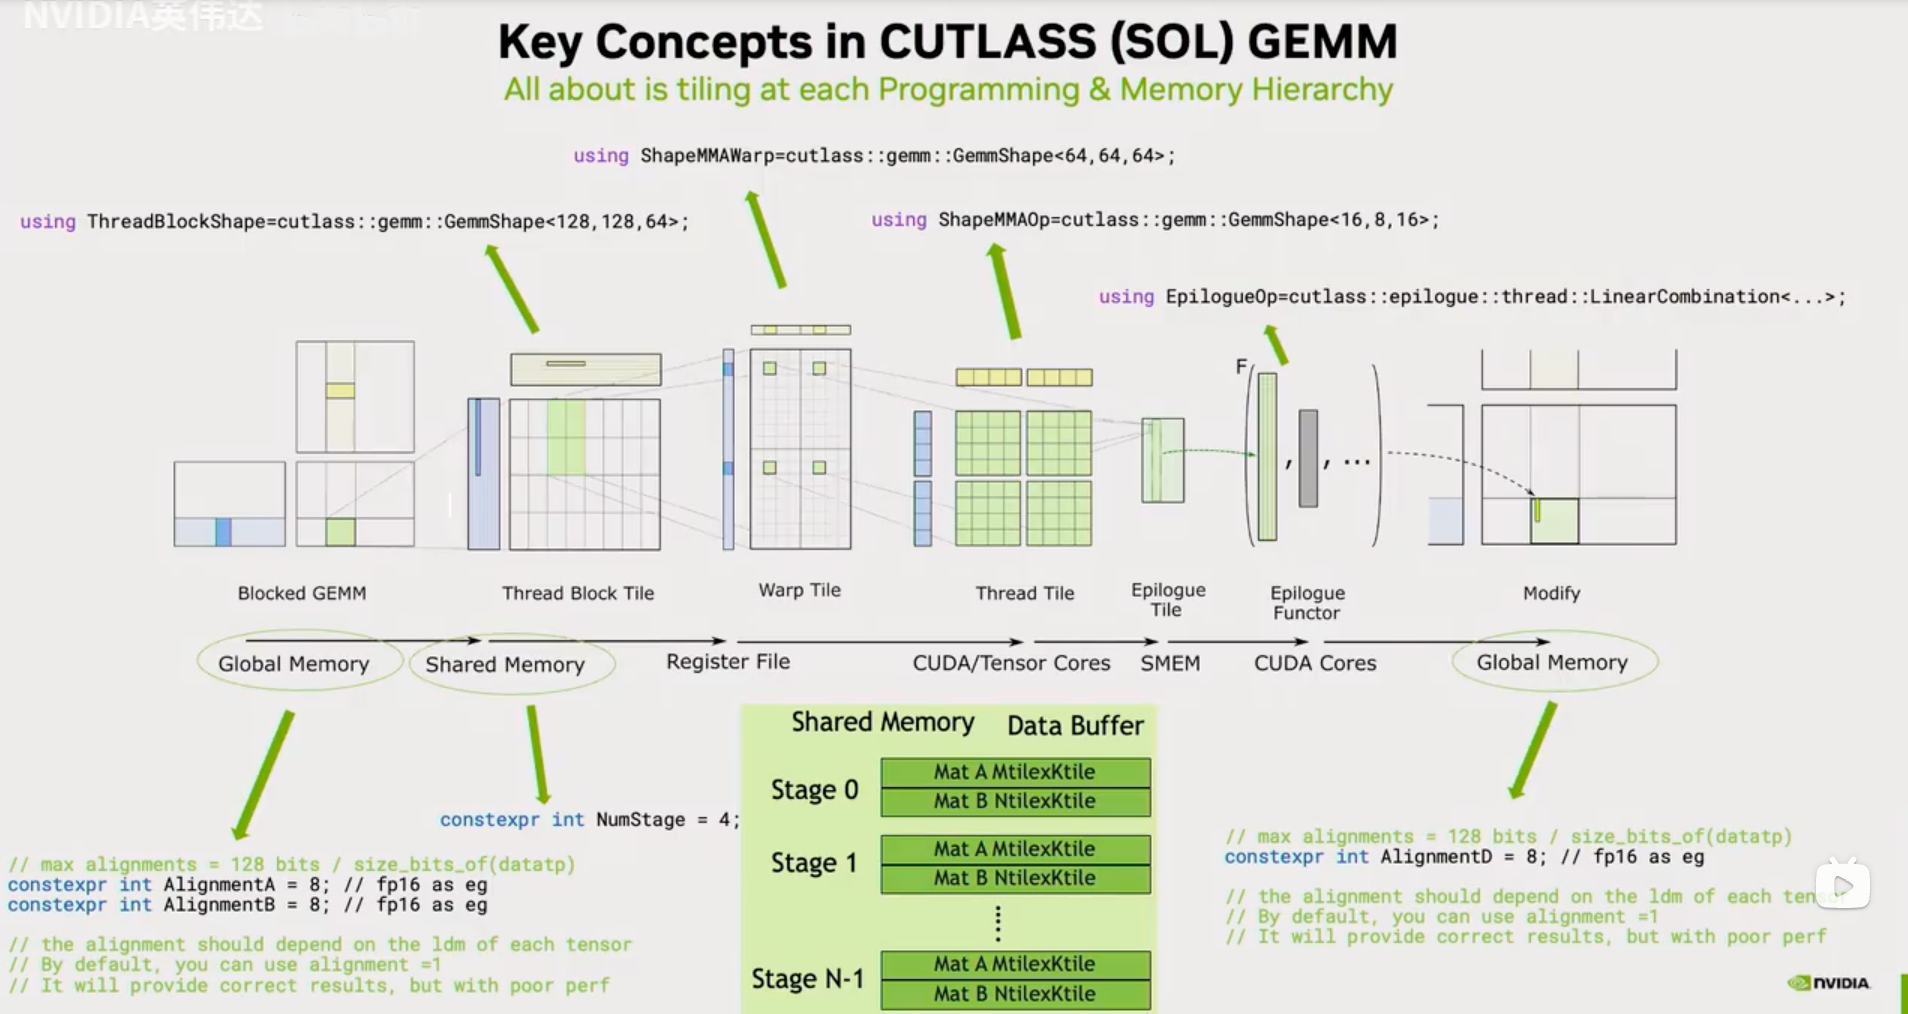 NVIDIA英伟达
Key Concepts in CUTLASS (SOL) GEMM
All about is tiling at each Programming & Memory Hierarchy
using ShapeMMAWarp=cutlass::gemm::GemmShape<64,64,64>;
using ThreadBlockShape=cutlass::gemm::GemmShape<128,128,64>;
using ShapeMMAOp=cutlass::gemm::GemmShape<16,8,16>;
using EpilogueOp=cutlass::epilogue::thread::LinearCombination<...>;
F
, , ...
Blocked GEMM
Thread Block Tile
Warp Tile
Thread Tile
Epilogue
Tile
Epilogue
Functor
Modify
Global Memory
Shared Memory
Register File
CUDA/Tensor Cores
SMEM
CUDA Cores
Global Memory
// max alignments = 128 bits / size_bits_of(datatp)
constexpr int AlignmentA = 8; // fp16 as eg
constexpr int AlignmentB = 8; // fp16 as eg
// the alignment should depend on the ldm of each tensor
// By default, you can use alignment =1
// It will provide correct results, but with poor perf
constexpr int NumStage = 4;
Shared Memory Data Buffer
Stage 0
Mat A MtilexKtile
Mat B NtilexKtile
Stage 1
Mat A MtilexKtile
Mat B NtilexKtile
Stage N-1
Mat A MtilexKtile
Mat B NtilexKtile
// max alignments = 128 bits / size_bits_of(datatp)
constexpr int AlignmentD = 8; // fp16 as eg
// the alignment should depend on the ldm of each tensor
// By default, you can use alignment =1
// It will provide correct results, but with poor perf
NVIDIA